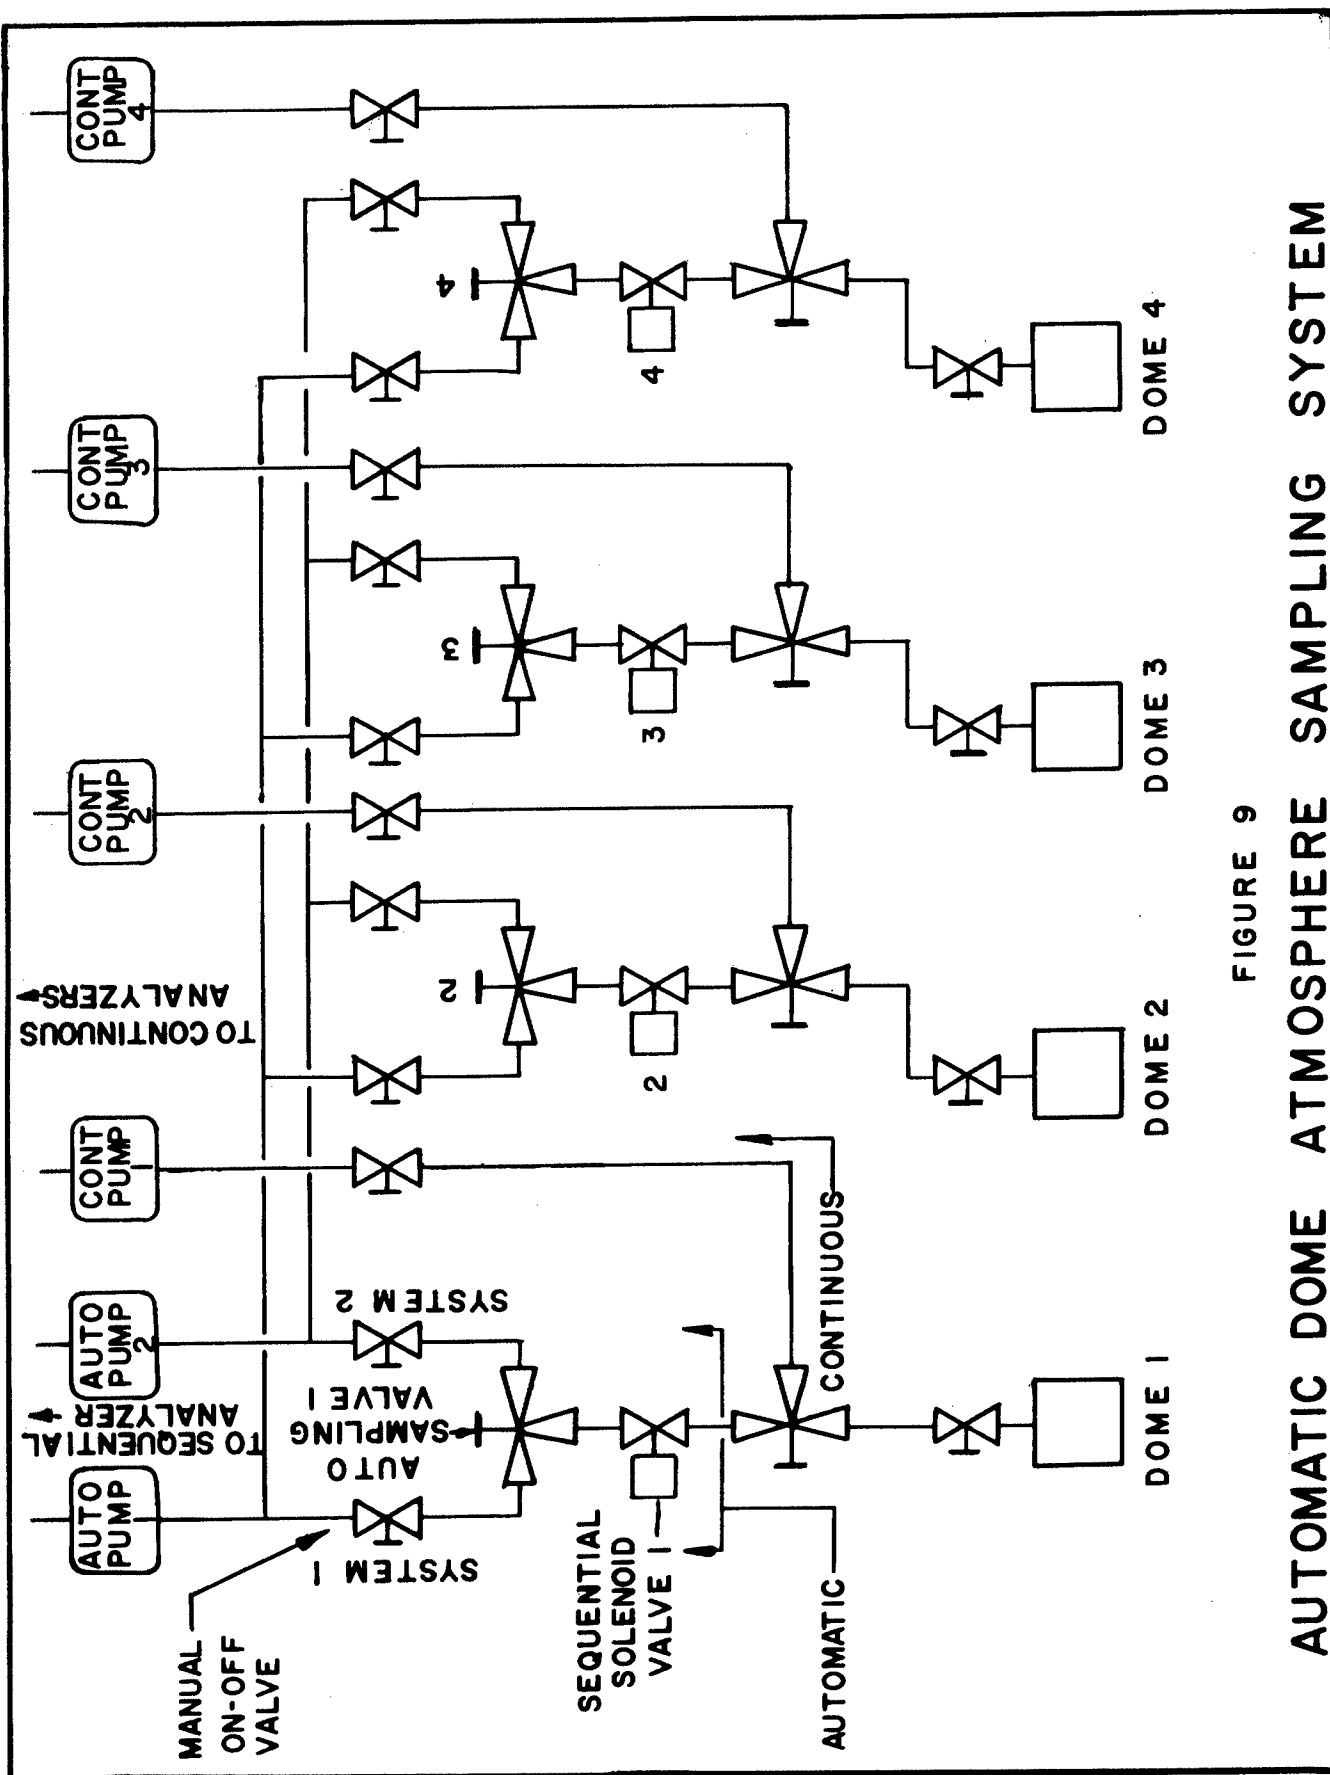 AUTO
PUMP
1
AUTO
PUMP
2
CONT
PUMP
1
CONT
PUMP
2
CONT
PUMP
3
CONT
PUMP
4
TO SEQUENTIAL
ANALYZER
TO CONTINUOUS
ANALYZERS
MANUAL
ON-OFF
VALVE
SYSTEM 1
AUTO
SAMPLING
VALVE 1
SYSTEM 2
2
3
4
SEQUENTIAL
SOLENOID
VALVE 1
2
3
4
AUTOMATIC
CONTINUOUS
DOME 1
DOME 2
DOME 3
DOME 4
FIGURE 9
AUTOMATIC DOME ATMOSPHERE SAMPLING SYSTEM